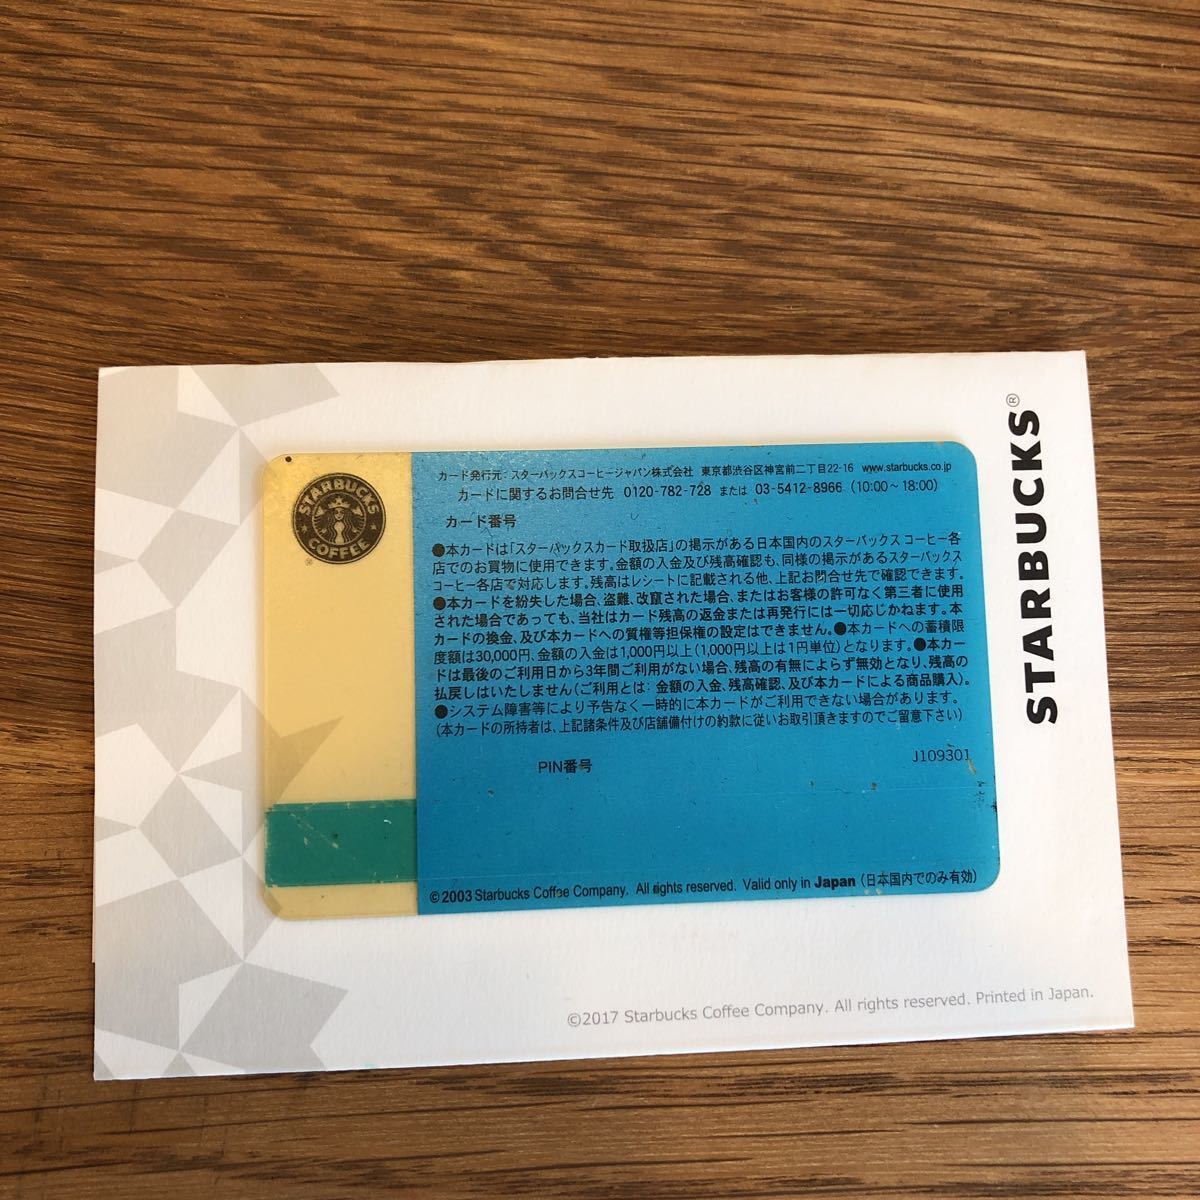 STARBUCKS®
STARBUCKS
COFFEE
®
カード発行元: スターバックスコーヒージャパン株式会社 東京都渋谷区神宮前二丁目22-16 www.starbucks.co.jp
カードに関するお問合せ先 0120-782-728 または 03-5412-8966 (10:00～18:00)
カード番号
●本カードは「スターバックスカード取扱店」の掲示がある日本国内のスターバックス コーヒー各
店でのお買物に使用できます。金額の入金及び残高確認も、同様の掲示があるスターバックス
コーヒー各店で対応します。残高はレシートに記載される他、上記お問合せ先で確認できます。
●本カードを紛失した場合、盗難、改竄された場合、またはお客様の許可なく第三者に使用
された場合であっても、当社はカード残高の返金または再発行には一切応じかねます。本
カードの換金、及び本カードへの質権等担保権の設定はできません。●本カードへの蓄積限
度額は30,000円、金額の入金は1,000円以上(1,000円以上は1円単位)となります。●本カー
ドは最後のご利用日から3年間ご利用がない場合、残高の有無によらず無効となり、残高の
払戻しはいたしません(ご利用とは: 金額の入金、残高確認、及び本カードによる商品購入)。
●システム障害等により予告なく一時的に本カードがご利用できない場合があります。
(本カードの所持者は、上記諸条件及び店舗備付けの約款に従いお取引頂きますのでご留意下さい)
PIN番号
J109301
©2003 Starbucks Coffee Company. All rights reserved. Valid only in Japan (日本国内でのみ有効)
©2017 Starbucks Coffee Company. All rights reserved. Printed in Japan.